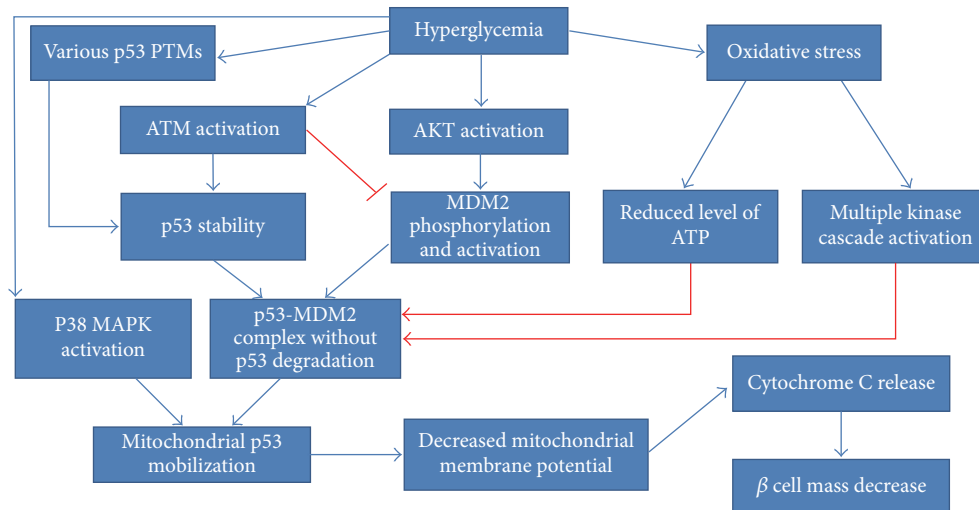 Hyperglycemia
Various p53 PTMs
Oxidative stress
ATM activation
AKT activation
p53 stability
MDM2
phosphorylation
and activation
Reduced level of
ATP
Multiple kinase
cascade activation
P38 MAPK
activation
p53-MDM2
complex without
p53 degradation
Cytochrome C release
Mitochondrial p53
mobilization
Decreased mitochondrial
membrane potential
β cell mass decrease